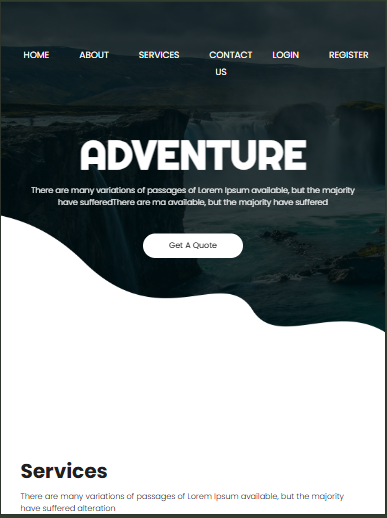 HOME ABOUT SERVICES CONTACT US LOGIN REGISTER
ADVENTURE
There are many variations of passages of Lorem Ipsum available, but the majority
have sufferedThere are ma available, but the majority have suffered
Get A Quote
Services
There are many variations of passages of Lorem Ipsum available, but the majority
have suffered alteration